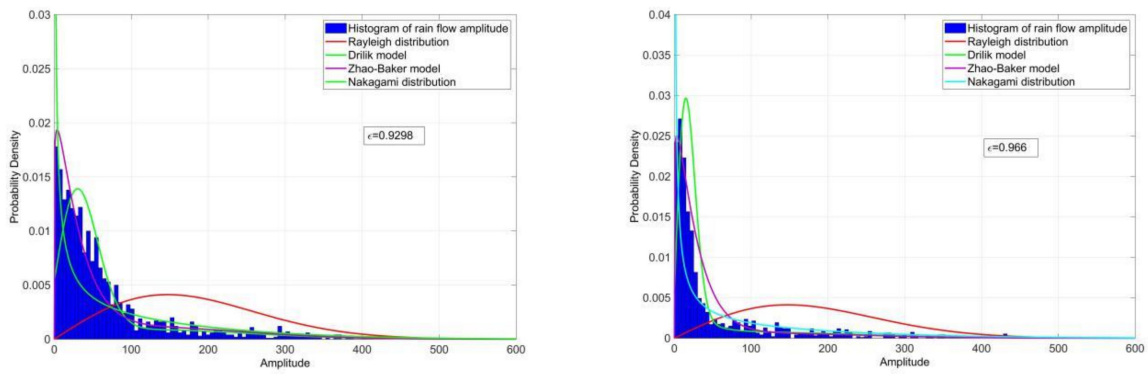 0.03
0.025
0.02
0.015
0.01
0.005
0
0
100
200
300
400
500
600
Probability Density
Amplitude
Histogram of rain flow amplitude
Rayleigh distribution
Drilik model
Zhao-Baker model
Nakagami distribution
ϵ=0.9298
0.04
0.035
0.03
0.025
0.02
0.015
0.01
0.005
0
0
100
200
300
400
500
600
Probability Density
Amplitude
Histogram of rain flow amplitude
Rayleigh distribution
Drilik model
Zhao-Baker model
Nakagami distribution
ϵ=0.966